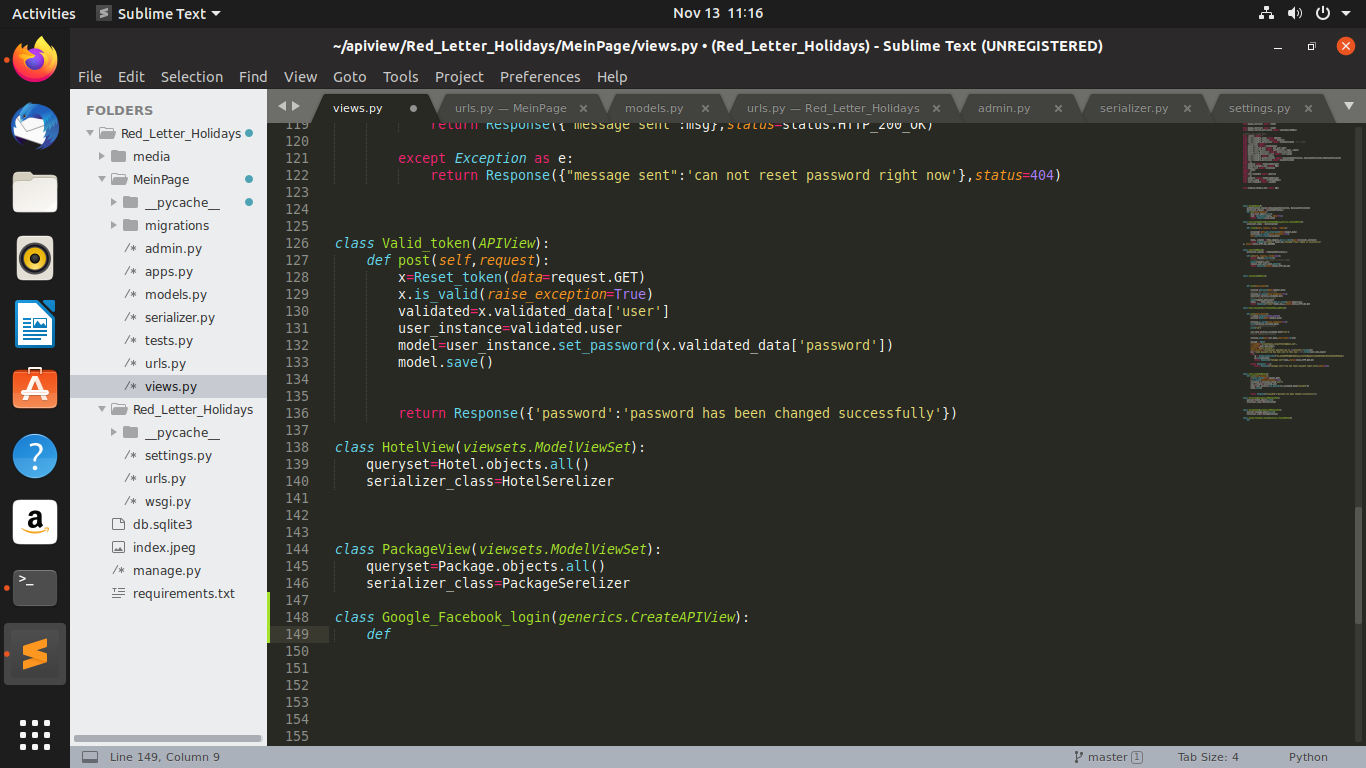 Activities Sublime Text Nov 13 11:16
~/apiview/Red_Letter_Holidays/MeinPage/views.py • (Red_Letter_Holidays) - Sublime Text (UNREGISTERED)
File Edit Selection Find View Goto Tools Project Preferences Help
FOLDERS
Red_Letter_Holidays
media
MeinPage
__pycache__
migrations
/* admin.py
/* apps.py
/* models.py
/* serializer.py
/* tests.py
/* urls.py
/* views.py
Red_Letter_Holidays
__pycache__
/* settings.py
/* urls.py
/* wsgi.py
db.sqlite3
index.jpeg
/* manage.py
requirements.txt
views.py urls.py — MeinPage models.py urls.py — Red_Letter_Holidays admin.py serializer.py settings.py
119 return Response({"message sent":msg},status=status.HTTP_200_OK)
120
121 except Exception as e:
122 return Response({"message sent":'can not reset password right now'},status=404)
123
124
125
126 class Valid_token(APIView):
127 def post(self,request):
128 x=Reset_token(data=request.GET)
129 x.is_valid(raise_exception=True)
130 validated=x.validated_data['user']
131 user_instance=validated.user
132 model=user_instance.set_password(x.validated_data['password'])
133 model.save()
134
135
136 return Response({'password':'password has been changed successfully'})
137
138 class HotelView(viewsets.ModelViewSet):
139 queryset=Hotel.objects.all()
140 serializer_class=HotelSerelizer
141
142
143
144 class PackageView(viewsets.ModelViewSet):
145 queryset=Package.objects.all()
146 serializer_class=PackageSerelizer
147
148 class Google_Facebook_login(generics.CreateAPIView):
149 def
150
151
152
153
154
155
Line 149, Column 9 master 1 Tab Size: 4 Python